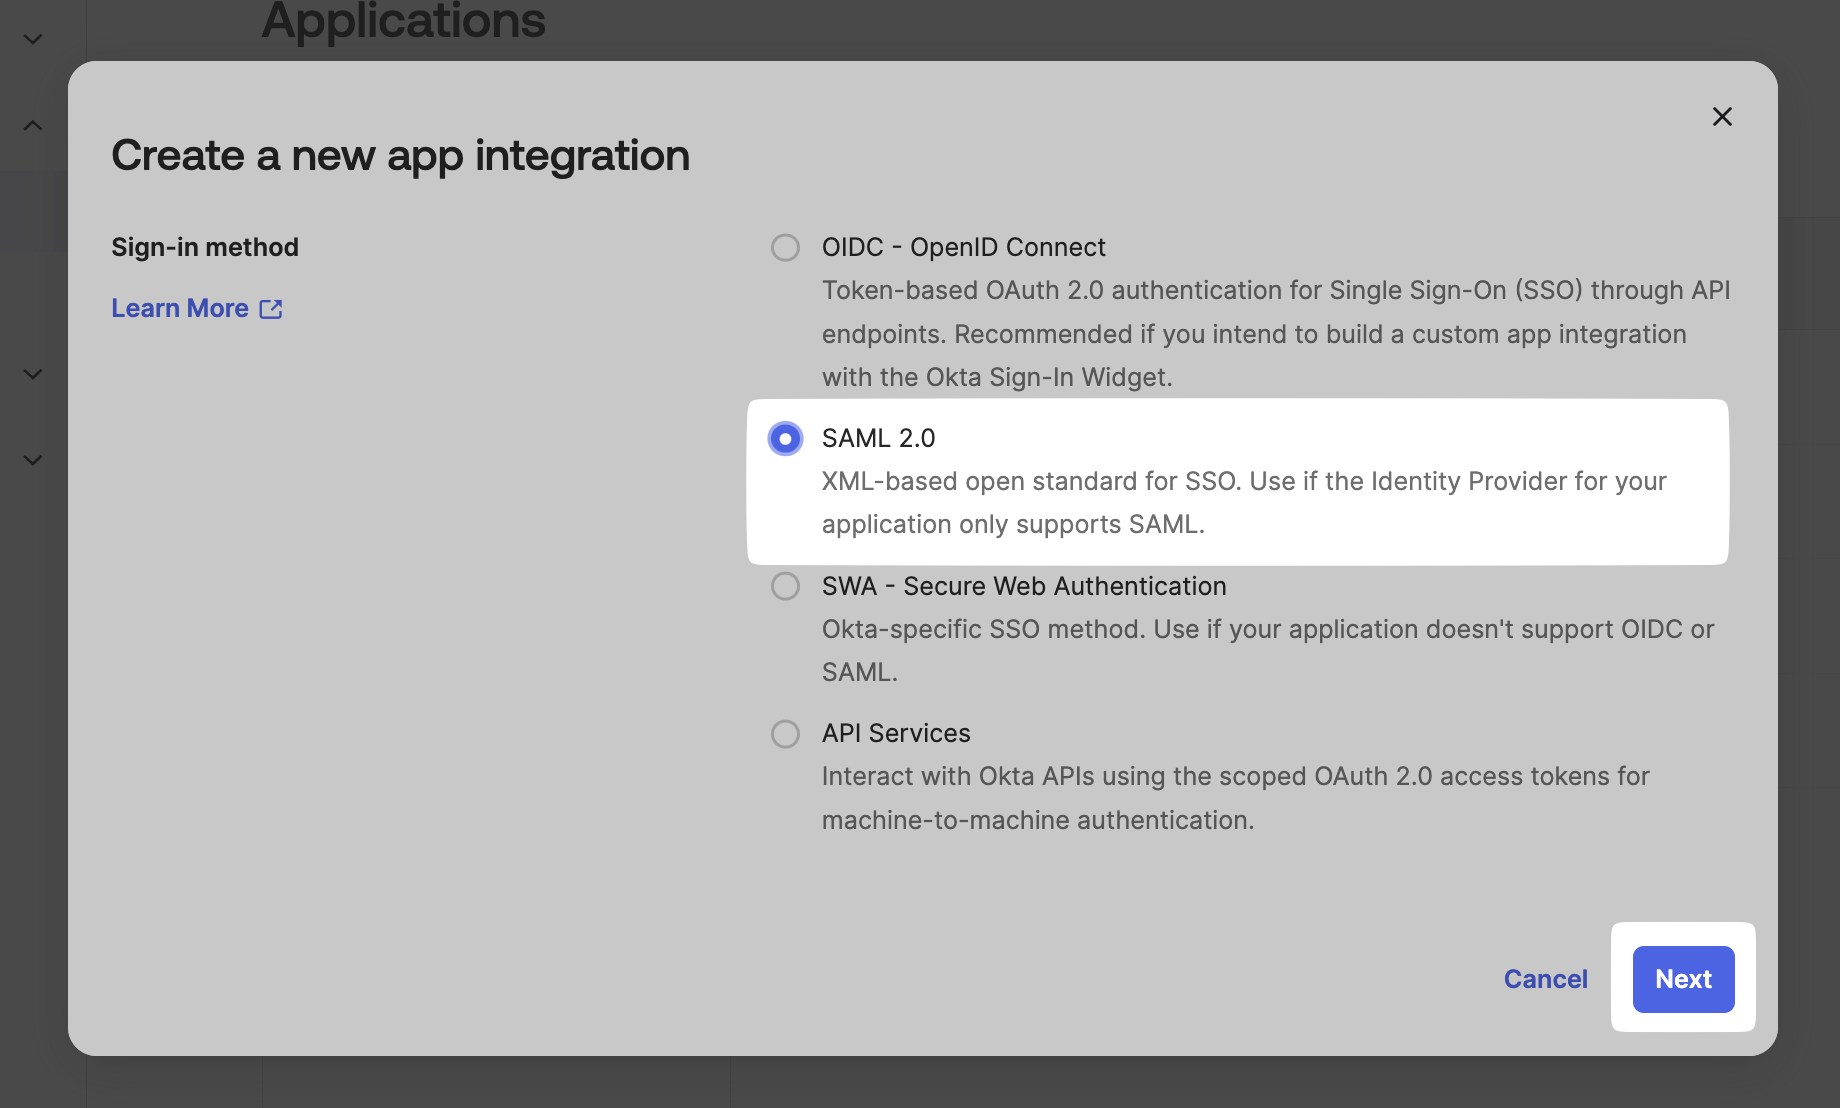 Applications
Create a new app integration
Sign-in method
Learn More
OIDC - OpenID Connect
Token-based OAuth 2.0 authentication for Single Sign-On (SSO) through API
endpoints. Recommended if you intend to build a custom app integration
with the Okta Sign-In Widget.
SAML 2.0
XML-based open standard for SSO. Use if the Identity Provider for your
application only supports SAML.
SWA - Secure Web Authentication
Okta-specific SSO method. Use if your application doesn't support OIDC or
SAML.
API Services
Interact with Okta APIs using the scoped OAuth 2.0 access tokens for
machine-to-machine authentication.
Cancel
Next